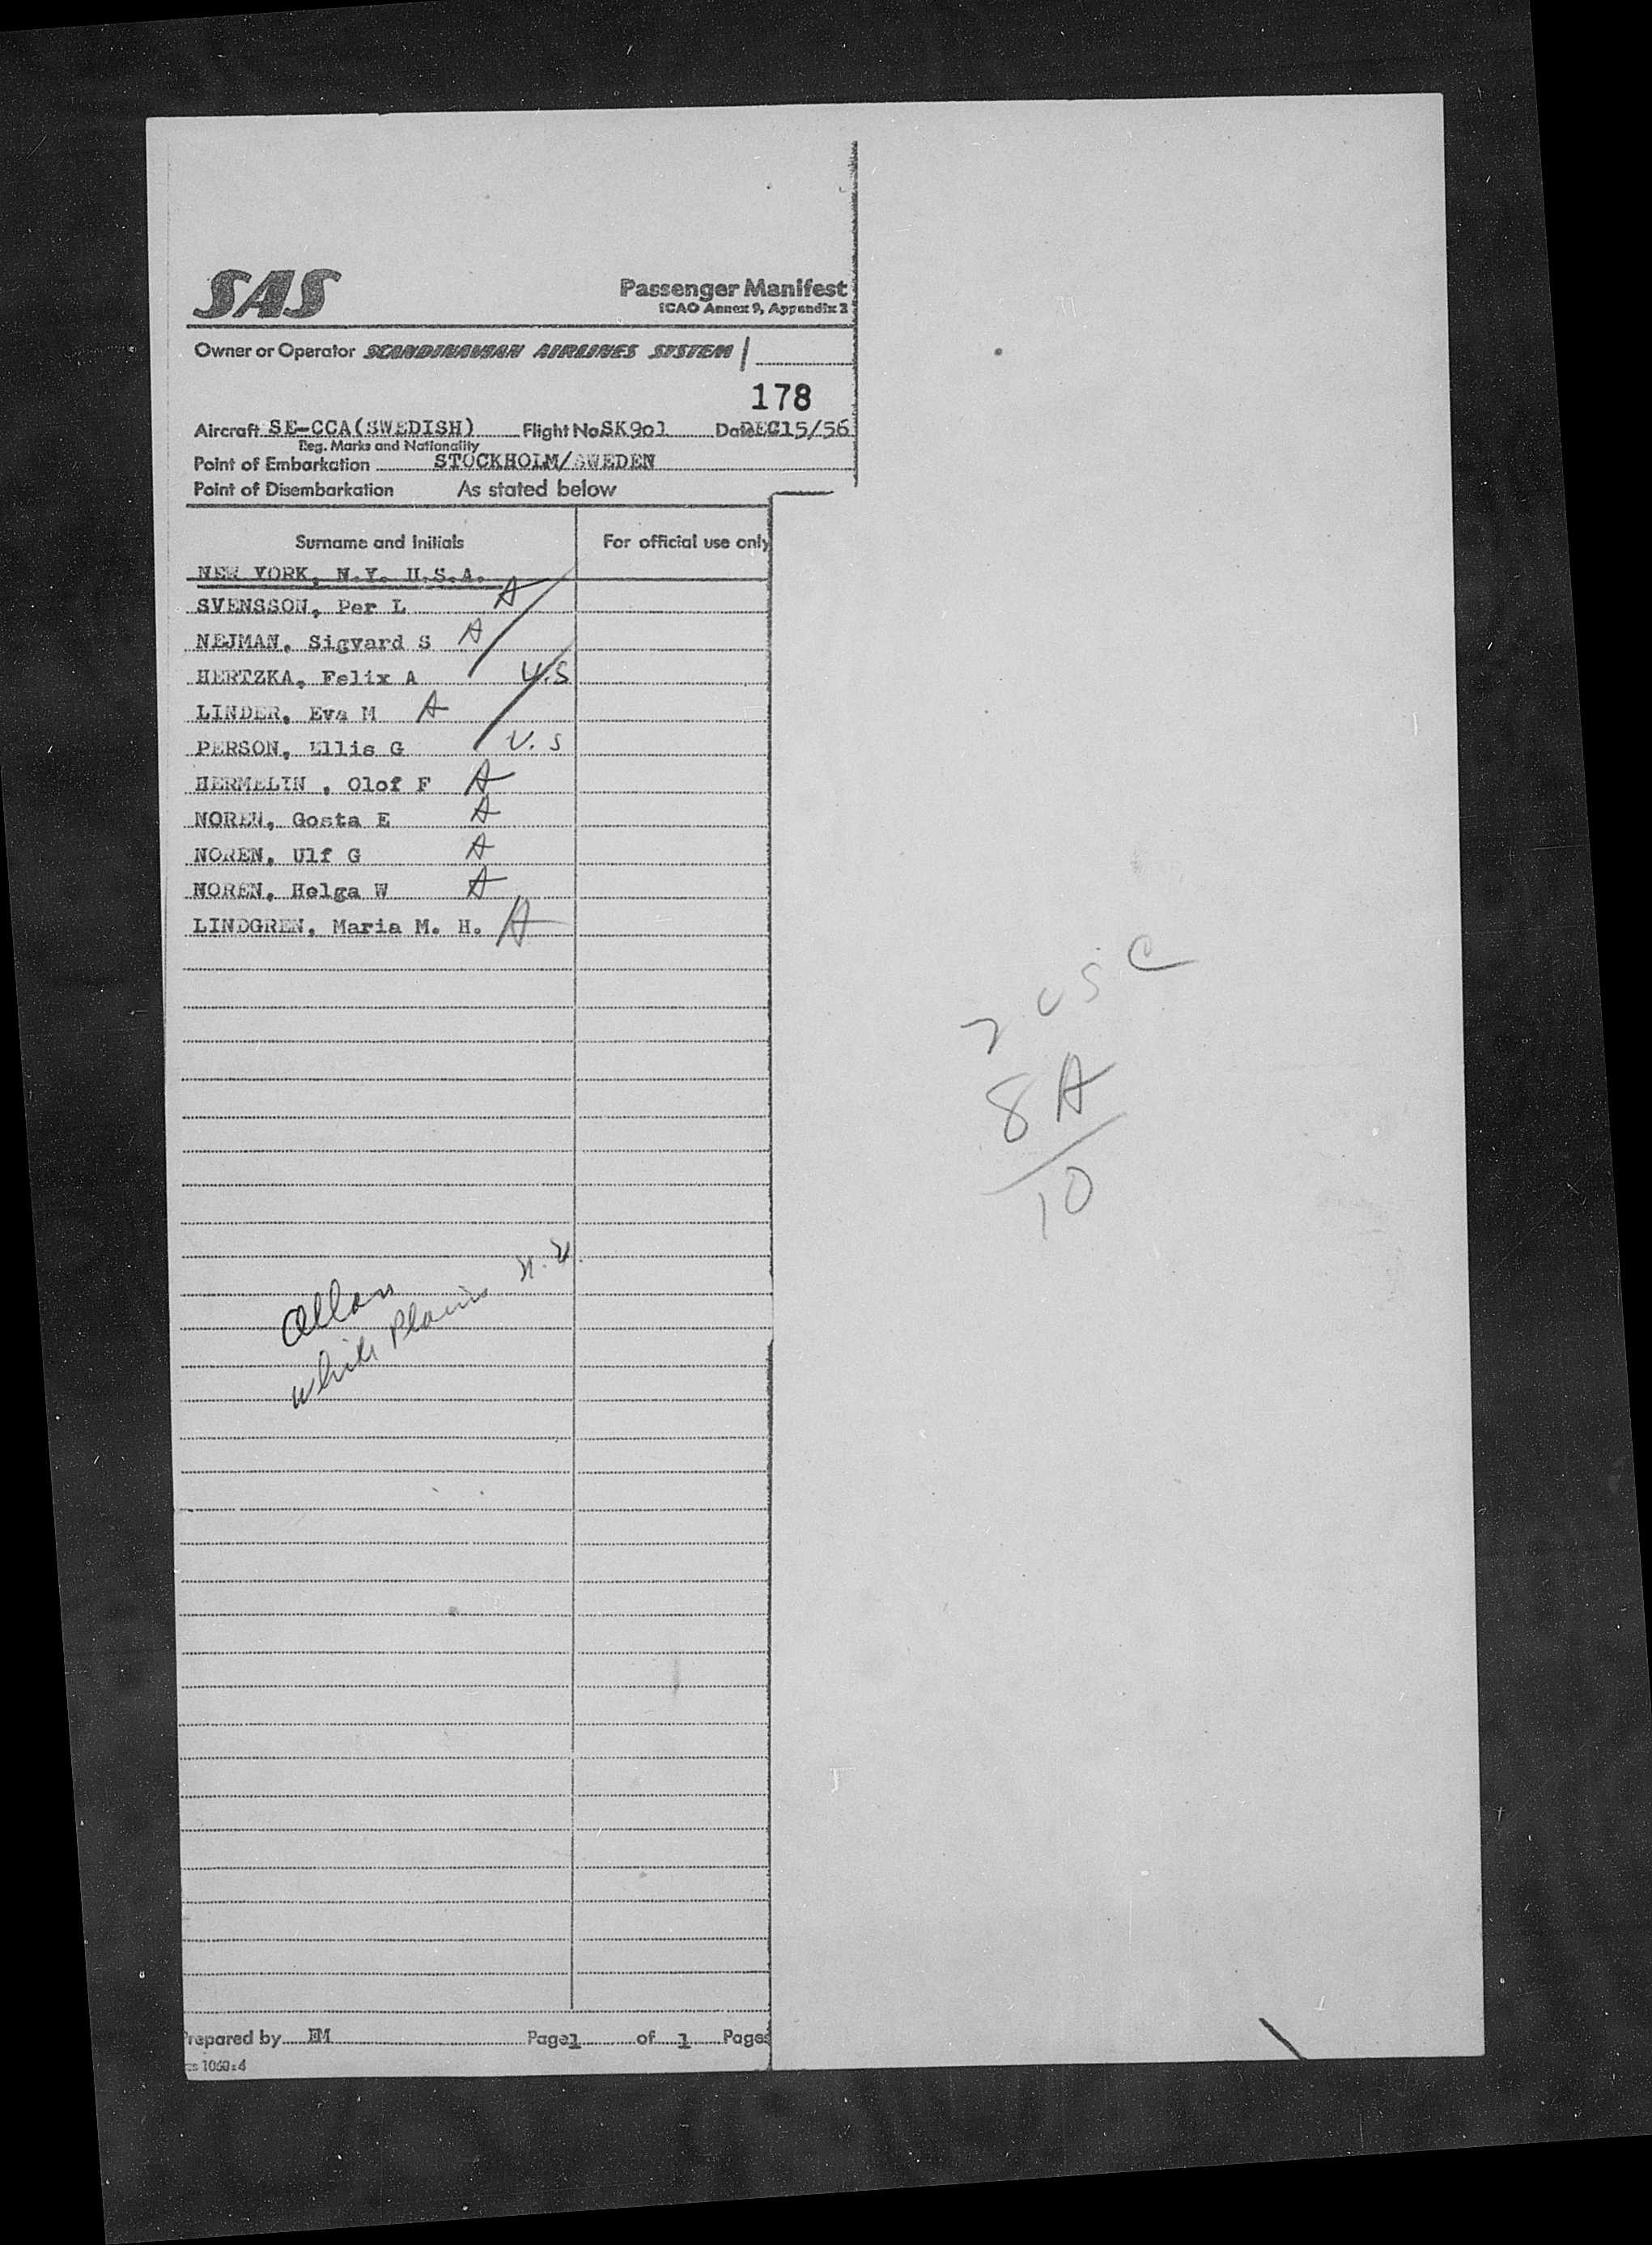 SAS
Passenger Manifest
ICAO Annex 9, Appendix 2
Owner or Operator SCANDINAVIAN AIRLINES SYSTEM /
178
Aircraft SE-CCA(SWEDISH) Flight No SK901 Date DEC15/56
Reg. Marks and Nationality
Point of Embarkation STOCKHOLM/SWEDEN
Point of Disembarkation As stated below
Surname and Initials For official use only
NEW YORK, N.Y. U.S.A.
SVENSSON, Per L A
NEJMAN, Sigvard S A
HERTZKA, Felix A U.S
LINDER, Eva M A
PERSON, Ellis G U.S
HERMELIN , Olof F A
NOREN, Gosta E A
NOREN, Ulf G A
NOREN, Helga W A
LINDGREN, Maria M. H. A
2 USC
8 A
10
White Plains N.Y.
Prepared by EM Page 1 of 1 Pages
1060:4